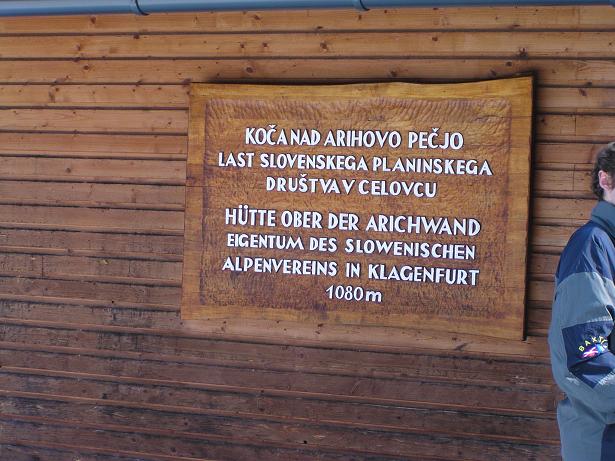 KOČA NAD ARIHOVO PEČJO
LAST SLOVENSKEGA PLANINSKEGA
DRUŠTVA V CELOVCU
HÜTTE OBER DER ARICHWAND
EIGENTUM DES SLOWENISCHEN
ALPENVEREINS IN KLAGENFURT
1080m